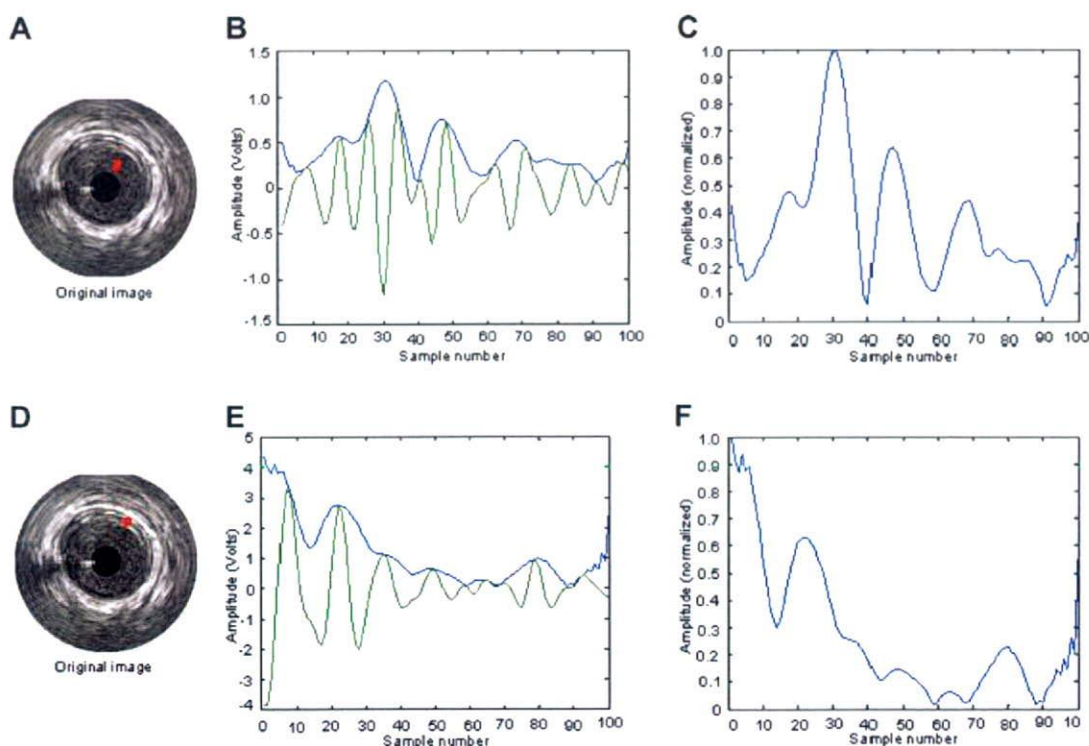 A
B
C
Original image
1.5
1.0
0.5
0
-0.5
-1.0
-1.5
Amplitude (Volts)
0 10 20 30 40 50 60 70 80 90 100
Sample number
1.0
0.9
0.8
0.7
0.6
0.5
0.4
0.3
0.2
0.1
0
Amplitude (normalized)
0 10 20 30 40 50 60 70 80 90 100
Sample number
D
E
F
Original image
5
4
3
2
1
0
-1
-2
-3
-4
Amplitude (Volts)
0 10 20 30 40 50 60 70 80 90 100
Sample number
1.0
0.9
0.8
0.7
0.6
0.5
0.4
0.3
0.2
0.1
0
Amplitude (normalized)
0 10 20 30 40 50 60 70 80 90 100
Sample number